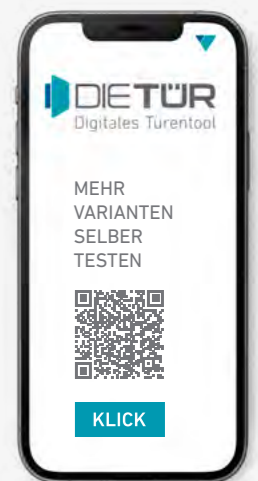 DIETÜR
Digitales Türentool
MEHR
VARIANTEN
SELBER
TESTEN
KLICK